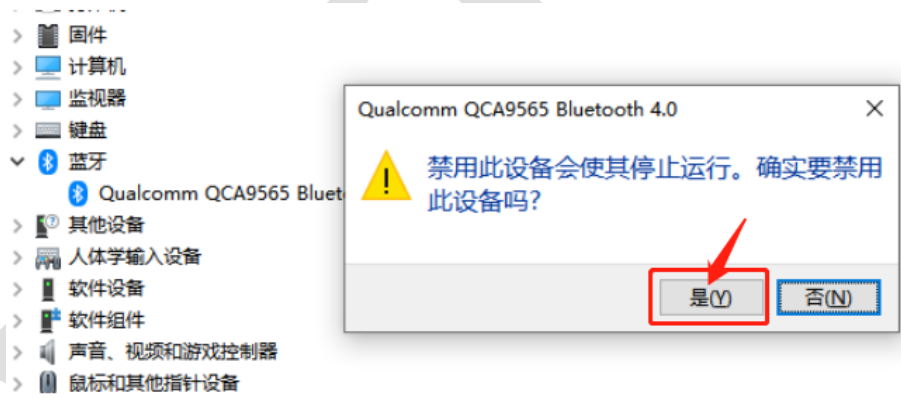 固件
计算机
监视器
键盘
蓝牙
Qualcomm QCA9565 Bluet
其他设备
人体学输入设备
软件设备
软件组件
声音、视频和游戏控制器
鼠标和其他指针设备
Qualcomm QCA9565 Bluetooth 4.0
禁用此设备会使其停止运行。确实要禁用
此设备吗?
是(Y)
否(N)